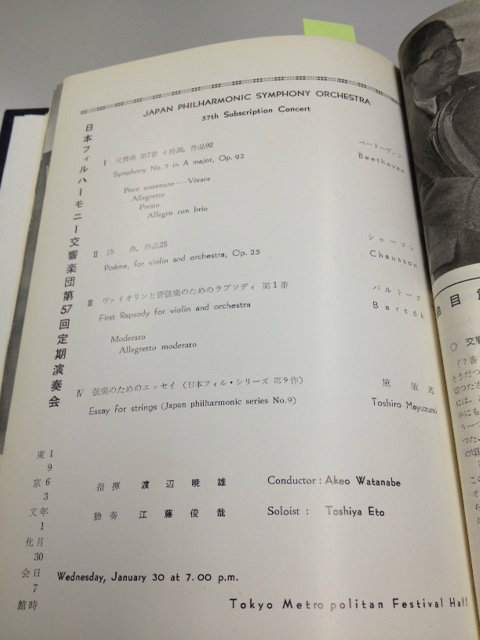 JAPAN PHILHARMONIC SYMPHONY ORCHESTRA
57th Subscription Concert
日本フィルハーモニー交響楽団第57回定期演奏会
I 交響曲 第7番 イ長調, 作品92
ベートーヴェン
Symphony No. 7 in A major, Op. 92
Beethoven
Poco sostenuto — Vivace
Allegretto
Presto
Allegro con brio
II 詩 曲, 作品25
ショーソン
Poème, for violin and orchestra, Op. 25
Chausson
III ヴァイオリンと管弦楽のためのラプソディ 第1番
バルトーク
First Rapsody for violin and orchestra
Bartók
Moderato
Allegretto moderato
IV 弦楽のためのエッセイ (日本フィル・シリーズ 第9作)
黛 敏郎
Essay for strings (Japan philharmonic series No. 9)
Toshiro Mayuzumi
指揮 渡辺暁雄
Conductor : Akeo Watanabe
独奏 江藤俊哉
Soloist : Toshiya Eto
1963年1月30日7時
東京文化会館
Wednesday, January 30 at 7.00 p.m.
Tokyo Metropolitan Festival Hall